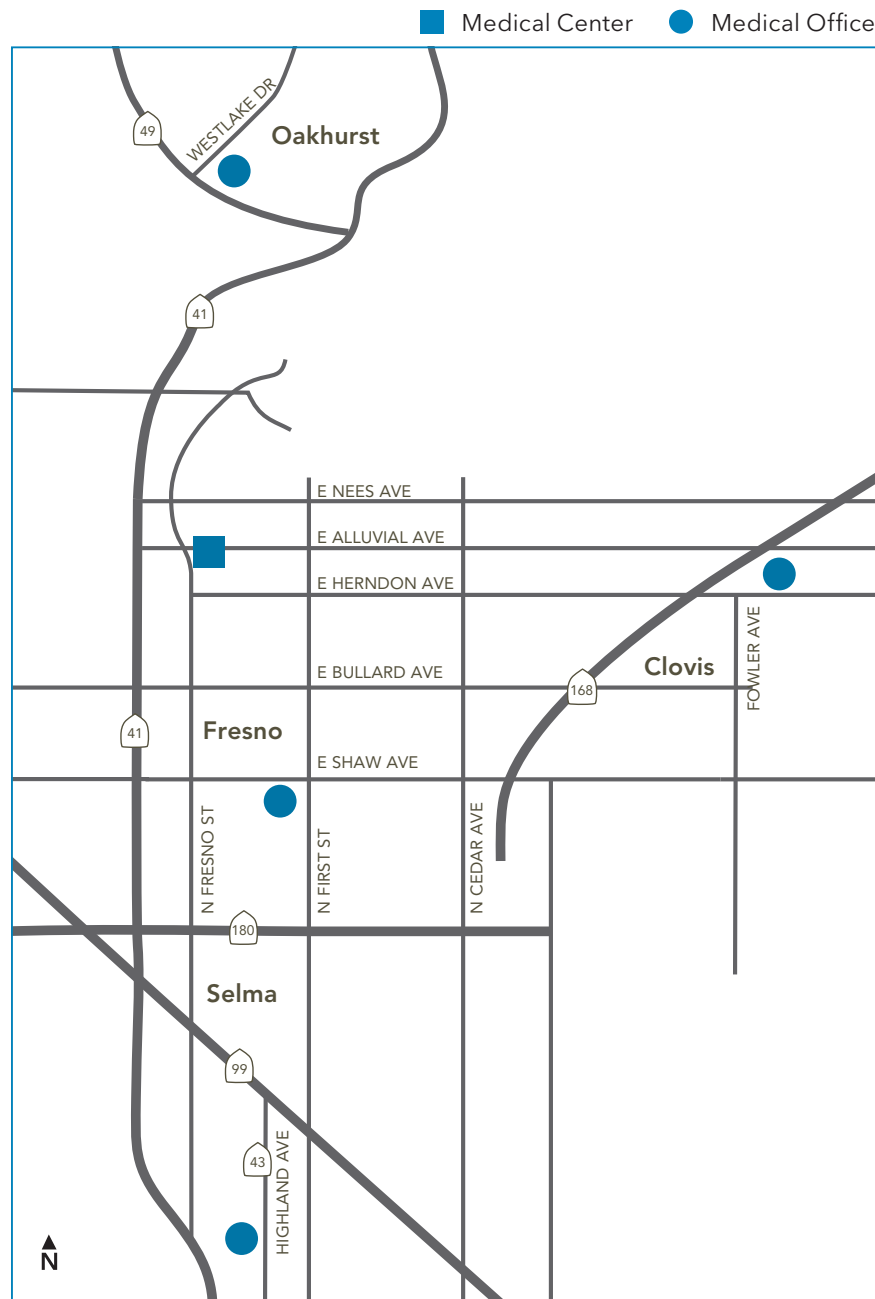 Medical Center Medical Office
WESTLAKE DR
Oakhurst
49
41
E NEES AVE
E ALLUVIAL AVE
E HERNDON AVE
FOWLER AVE
Clovis
E BULLARD AVE
168
41
Fresno
E SHAW AVE
N FRESNO ST
N FIRST ST
N CEDAR AVE
180
Selma
99
43
HIGHLAND AVE
N